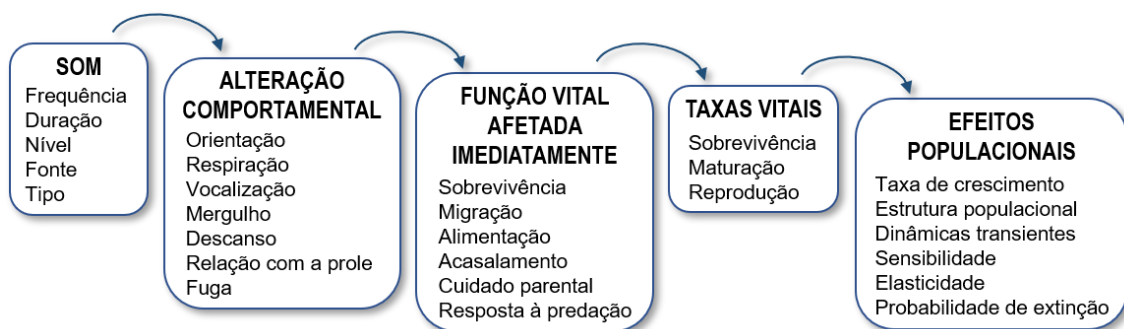 SOM
Frequência
Duração
Nível
Fonte
Tipo
ALTERAÇÃO
COMPORTAMENTAL
Orientação
Respiração
Vocalização
Mergulho
Descanso
Relação com a prole
Fuga
FUNÇÃO VITAL
AFETADA
IMEDIATAMENTE
Sobrevivência
Migração
Alimentação
Acasalamento
Cuidado parental
Resposta à predação
TAXAS VITAIS
Sobrevivência
Maturação
Reprodução
EFEITOS
POPULACIONAIS
Taxa de crescimento
Estrutura populacional
Dinâmicas transientes
Sensibilidade
Elasticidade
Probabilidade de extinção